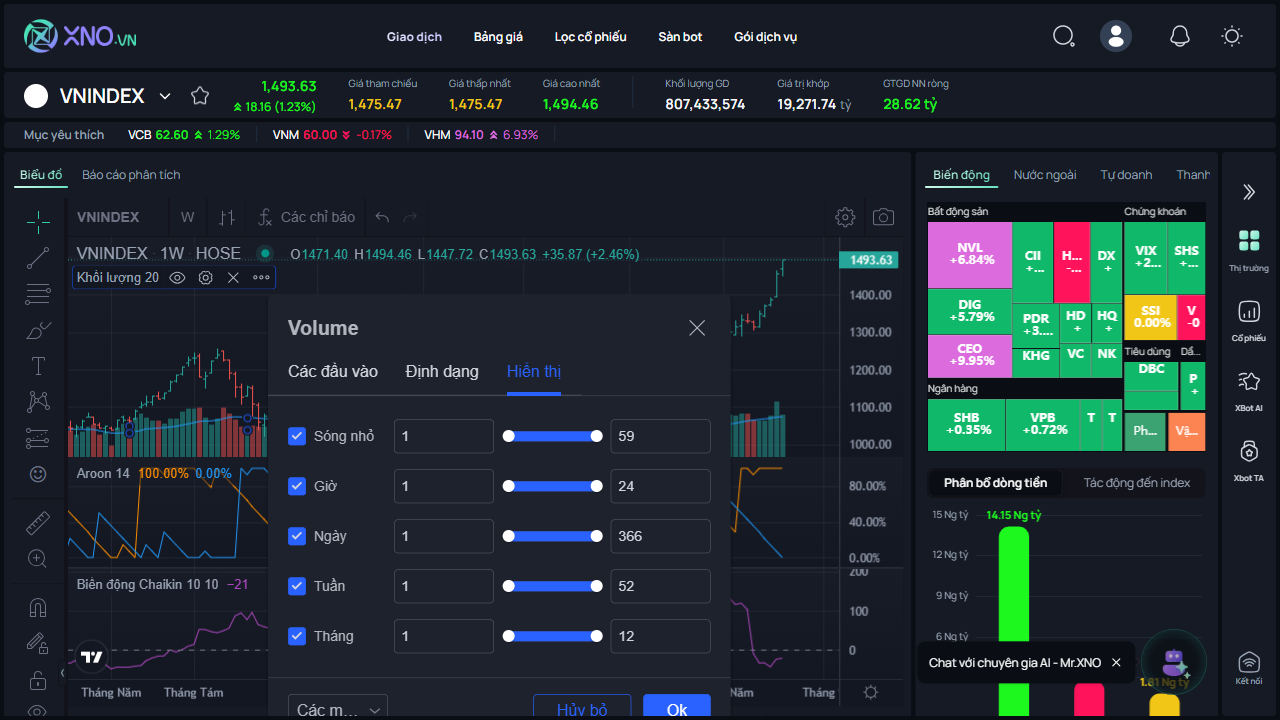 XNO.VN
Giao dịch
Bảng giá
Lọc cổ phiếu
Sàn bot
Gói dịch vụ
VNINDEX
1,493.63
18.16 (1.23%)
Giá tham chiếu
1,475.47
Giá thấp nhất
1,475.47
Giá cao nhất
1,494.46
Khối lượng GD
807,433,574
Giá trị khớp
19,271.74 tỷ
GTGD NN ròng
28.62 tỷ
Mục yêu thích
VCB 62.60 1.29%
VNM 60.00 -0.17%
VHM 94.10 6.93%
Biểu đồ
Báo cáo phân tích
VNINDEX
W
Các chỉ báo
VNINDEX · 1W · HOSE
O1471.40 H1494.46 L1447.72 C1493.63 +35.87 (+2.46%)
Khối lượng 20
1493.63
1400.00
1300.00
1200.00
1100.00
1000.00
Aroon 14 100.00% 0.00%
80.00%
40.00%
0.00%
Biên động Chaikin 10 10 −21
200
100
0
Tháng Năm
Tháng Tám
Năm
Tháng
Volume
Các đầu vào
Định dạng
Hiển thị
Sóng nhỏ
1
59
Giờ
1
24
Ngày
1
366
Tuần
1
52
Tháng
1
12
Các m...
Hủy bỏ
Ok
Biến động
Nước ngoài
Tự doanh
Thanh
Bất động sản
NVL
+6.84%
CII
+...
H...
-...
DX
+
DIG
+5.79%
PDR
+3....
HD
+
HQ
+
CEO
+9.95%
KHG
VC
NK
Chứng khoán
VIX
+2...
SHS
+...
SSI
0.00%
V
-0
Tiêu dùng
Dầ...
DBC
P
+
Ngân hàng
SHB
+0.35%
VPB
+0.72%
T
T
Ph...
Vậ...
Phân bổ dòng tiền
Tác động đến index
15 Ng tỷ
14.15 Ng tỷ
12 Ng tỷ
9 Ng tỷ
6 Ng tỷ
1.81 Ng tỷ
Chat với chuyên gia AI - Mr.XNO
Thị trường
Cổ phiếu
XBot AI
Xbot TA
Kết nối